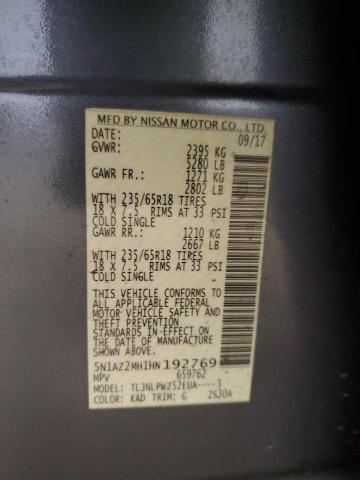 MFD BY NISSAN MOTOR CO., LTD.
DATE: 09/17
GVWR: 2395 KG
5280 LB
GAWR FR.: 1271 KG
2802 LB
WITH 235/65R18 TIRES
18 X 7.5 RIMS AT 33 PSI
COLD SINGLE
GAWR RR.: 1210 KG
2667 LB
WITH 235/65R18 TIRES
18 X 7.5 RIMS AT 33 PSI
COLD SINGLE
THIS VEHICLE CONFORMS TO
ALL APPLICABLE FEDERAL
MOTOR VEHICLE SAFETY AND
THEFT PREVENTION
STANDARDS IN-EFFECT ON
THE DATE OF MANUFACTURE
SHOWN ABOVE.
5N1AZ2MH1HN192769
MPV 659762
TLJNLPWZ52EUA----3
COLOR: KAD TRIM: G ZS30A